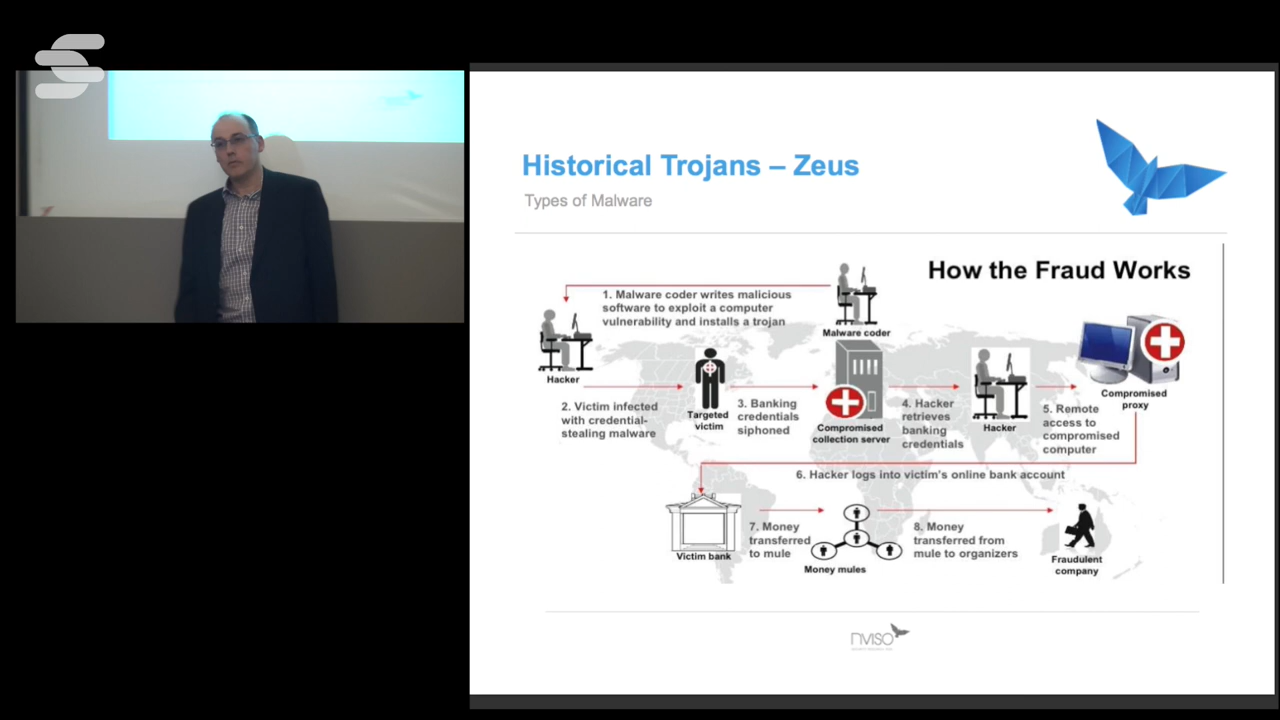 Historical Trojans – Zeus
Types of Malware
How the Fraud Works
1. Malware coder writes malicious
software to exploit a computer
vulnerability and installs a trojan
Malware coder
Hacker
2. Victim infected
with credential-
stealing malware
Targeted
victim
3. Banking
credentials
siphoned
Compromised
collection server
4. Hacker
retrieves
banking
credentials
Hacker
5. Remote
access to
compromised
computer
Compromised
proxy
6. Hacker logs into victim's online bank account
Victim bank
7. Money
transferred
to mule
Money mules
8. Money
transferred from
mule to organizers
Fraudulent
company
NVISO